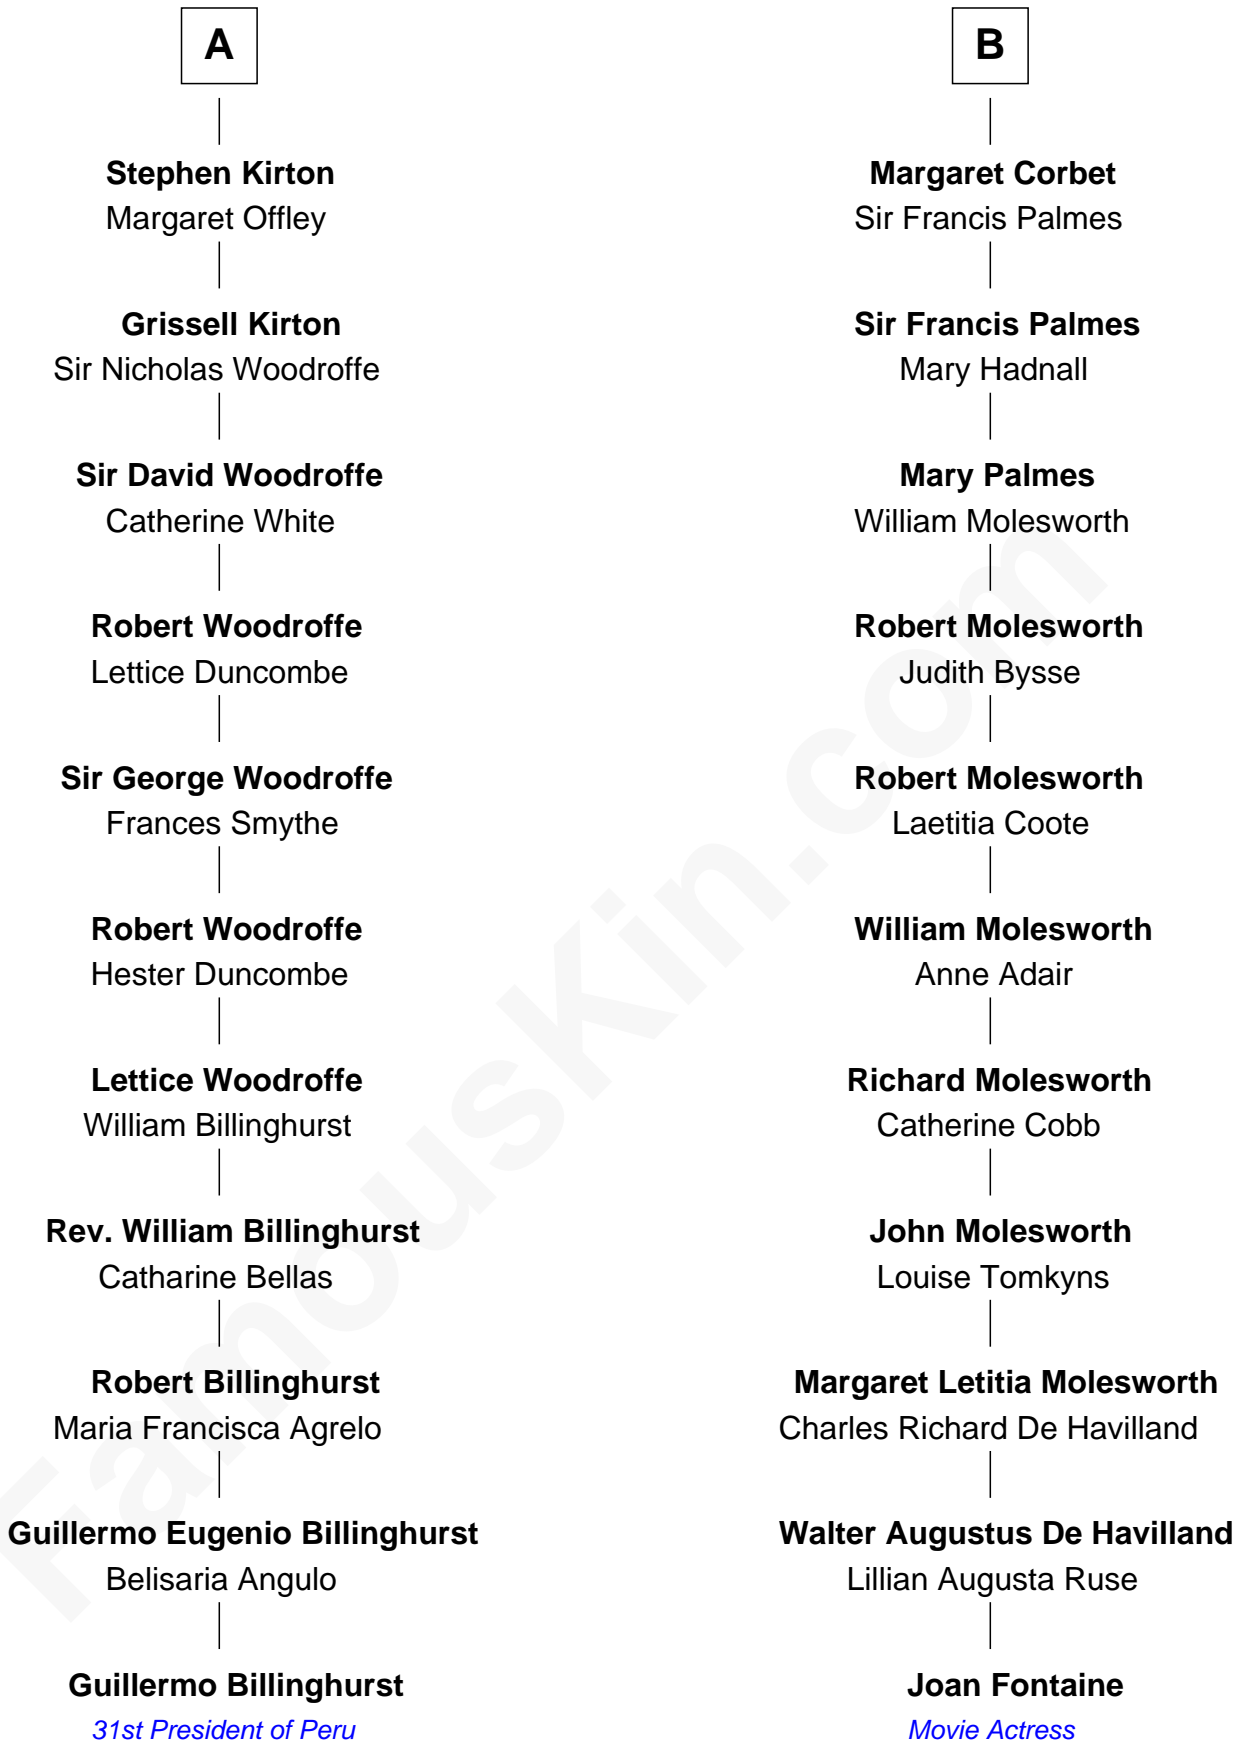 A
Stephen Kirton
Margaret Offley
Grissell Kirton
Sir Nicholas Woodroffe
Sir David Woodroffe
Catherine White
Robert Woodroffe
Lettice Duncombe
Sir George Woodroffe
Frances Smythe
Robert Woodroffe
Hester Duncombe
Lettice Woodroffe
William Billinghurst
Rev. William Billinghurst
Catharine Bellas
Robert Billinghurst
Maria Francisca Agrelo
Guillermo Eugenio Billinghurst
Belisaria Angulo
Guillermo Billinghurst
31st President of Peru
B
Margaret Corbet
Sir Francis Palmes
Sir Francis Palmes
Mary Hadnall
Mary Palmes
William Molesworth
Robert Molesworth
Judith Bysse
Robert Molesworth
Laetitia Coote
William Molesworth
Anne Adair
Richard Molesworth
Catherine Cobb
John Molesworth
Louise Tomkyns
Margaret Letitia Molesworth
Charles Richard De Havilland
Walter Augustus De Havilland
Lillian Augusta Ruse
Joan Fontaine
Movie Actress
FamousKin.com